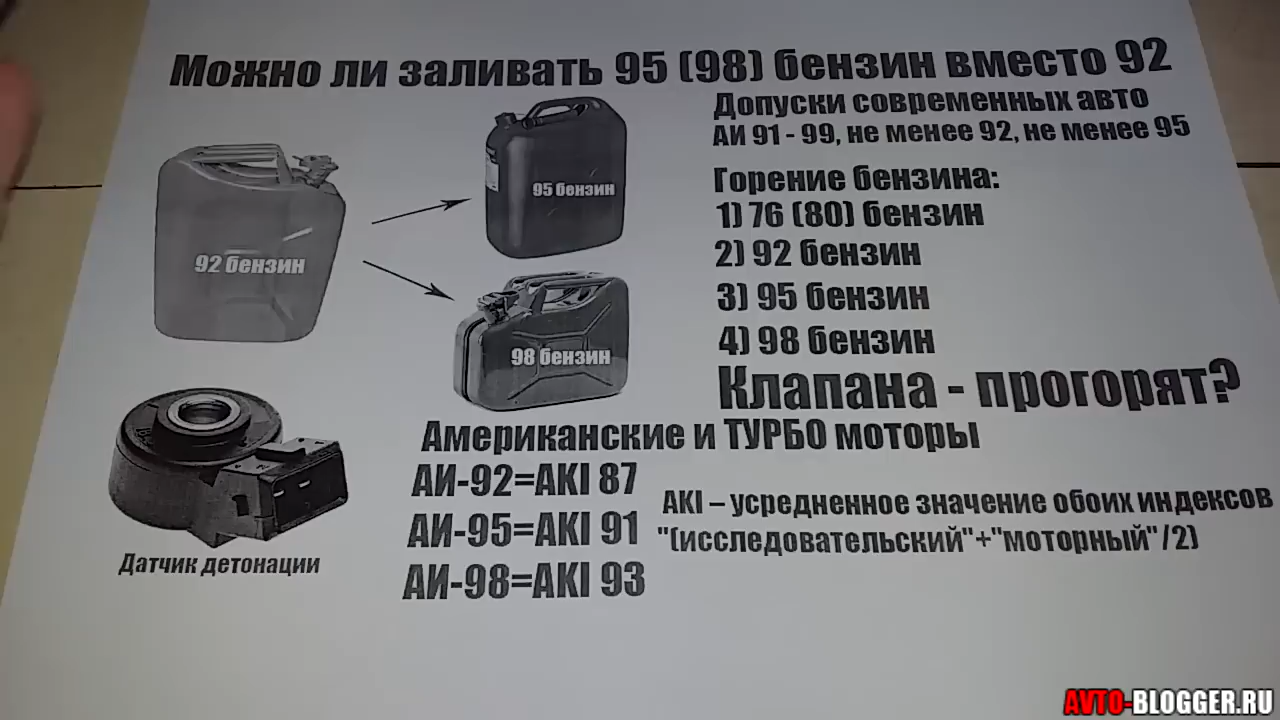 Можно ли заливать 95 (98) бензин вместо 92
Допуски современных авто
АИ 91 - 99, не менее 92, не менее 95
92 бензин
95 бензин
98 бензин
Горение бензина:
1) 76 (80) бензин
2) 92 бензин
3) 95 бензин
4) 98 бензин
Клапана - прогорят?
Датчик детонации
Американские и ТУРБО моторы
АИ-92=AKI 87
АИ-95=AKI 91
АИ-98=AKI 93
AKI – усредненное значение обоих индексов
"(исследовательский"+"моторный"/2)
AVTO-BLOGGER.RU